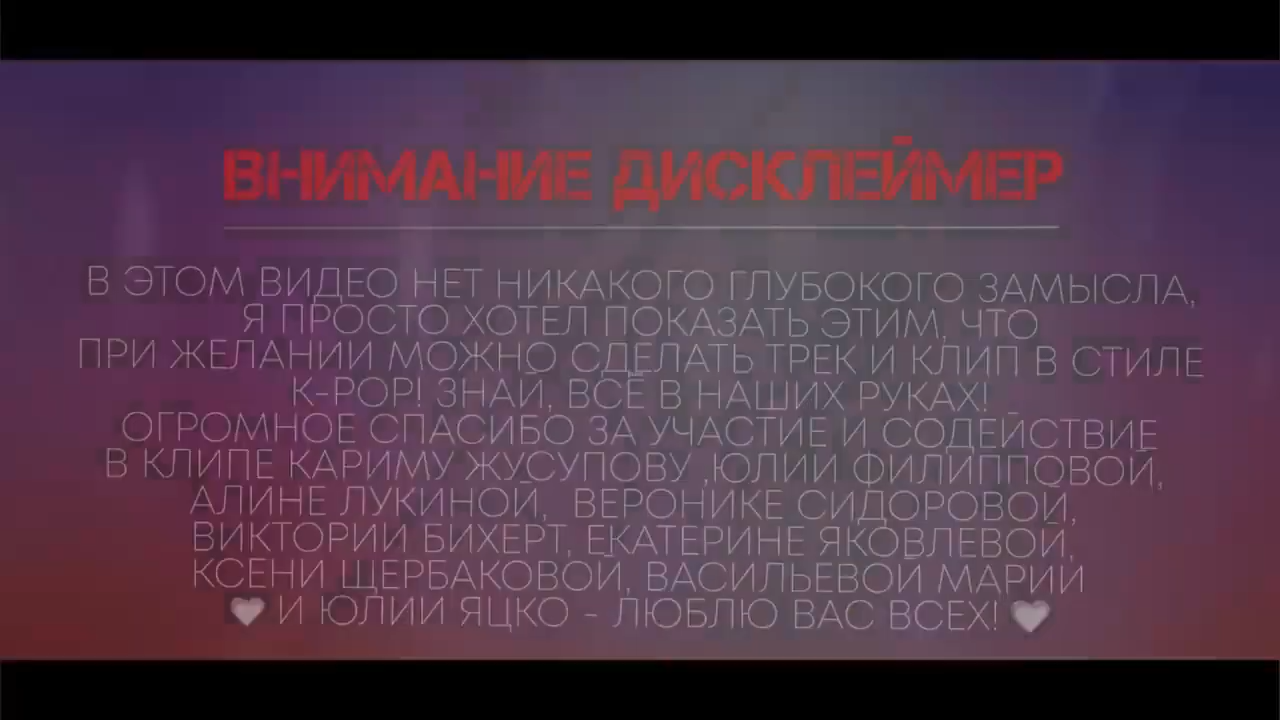 ВНИМАНИЕ ДИСКЛЕЙМЕР
В ЭТОМ ВИДЕО НЕТ НИКАКОГО ГЛУБОКОГО ЗАМЫСЛА,
Я ПРОСТО ХОТЕЛ ПОКАЗАТЬ ЭТИМ, ЧТО
ПРИ ЖЕЛАНИИ МОЖНО СДЕЛАТЬ ТРЕК И КЛИП В СТИЛЕ
K-POP! ЗНАЙ, ВСЁ В НАШИХ РУКАХ!
ОГРОМНОЕ СПАСИБО ЗА УЧАСТИЕ И СОДЕЙСТВИЕ
В КЛИПЕ КАРИМУ ЖУСУПОВУ ,ЮЛИИ ФИЛИППОВОЙ,
АЛИНЕ ЛУКИНОЙ, ВЕРОНИКЕ СИДОРОВОЙ,
ВИКТОРИИ БИХЕРТ, ЕКАТЕРИНЕ ЯКОВЛЕВОЙ,
КСЕНИ ЩЕРБАКОВОЙ, ВАСИЛЬЕВОЙ МАРИИ
🤍 И ЮЛИИ ЯЦКО - ЛЮБЛЮ ВАС ВСЕХ! 🤍